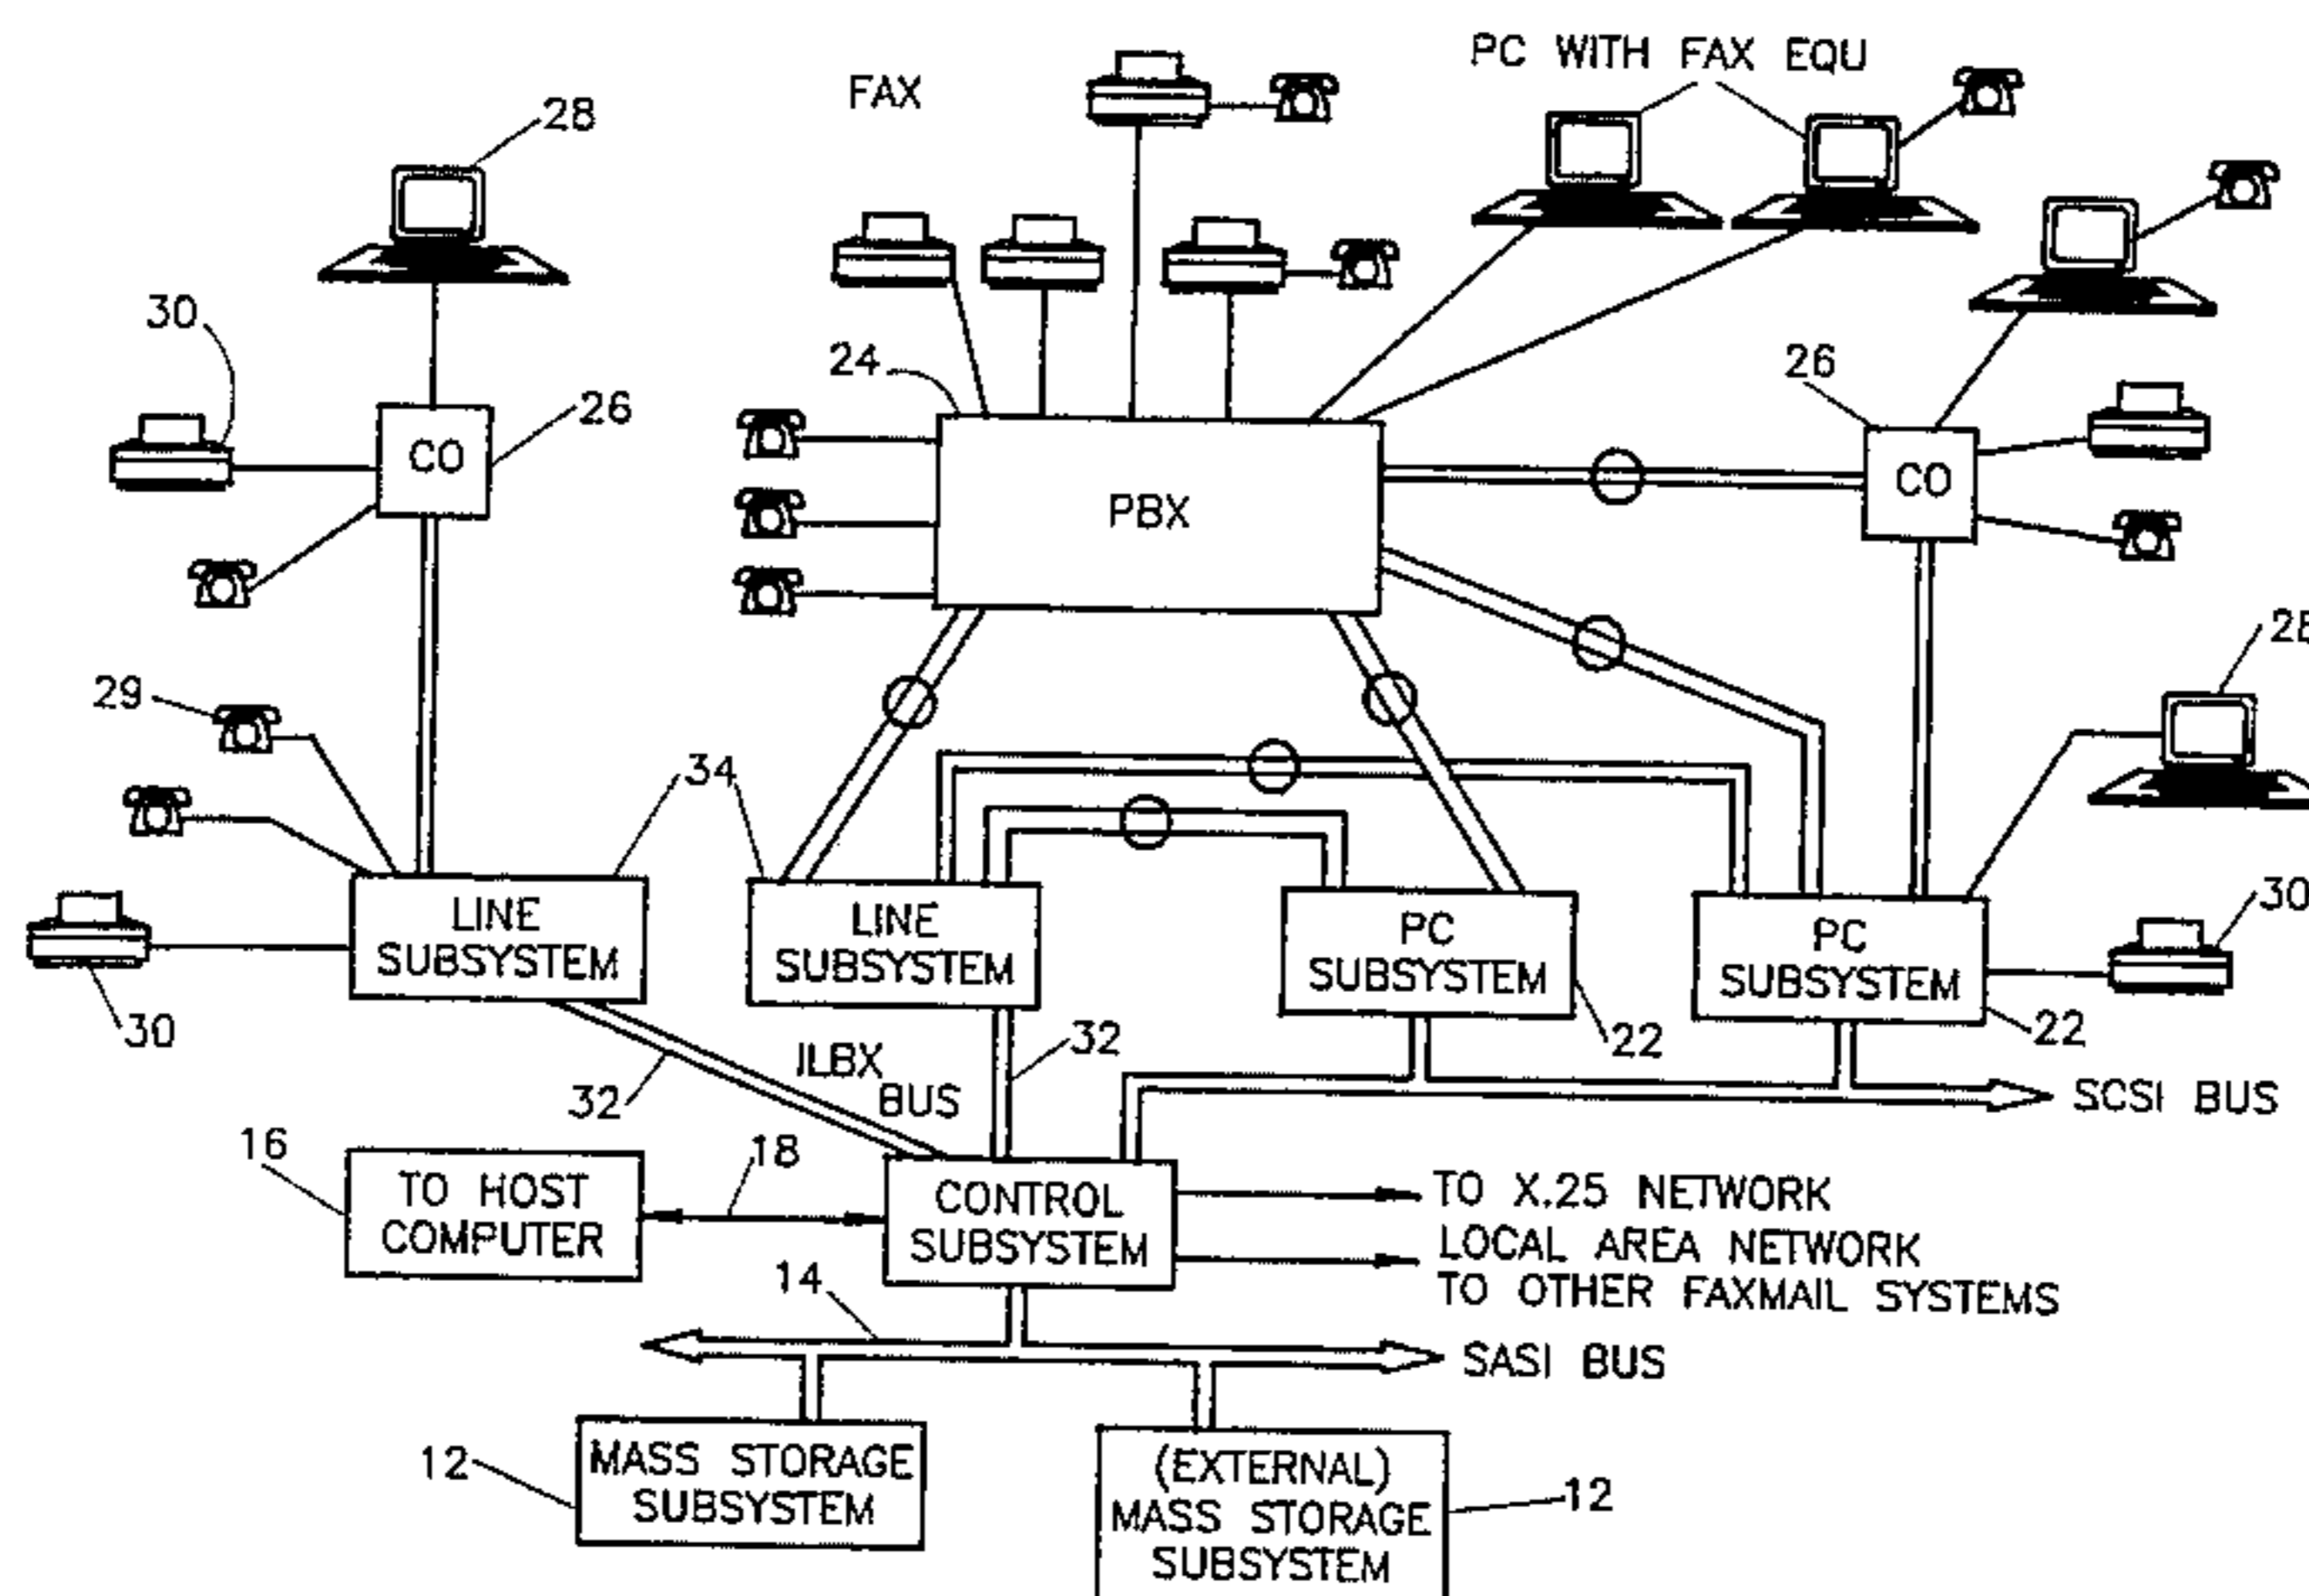 PC WITH FAX EQU
FAX
28
30
24
26
26
CO
PBX
CO
28
29
34
30
LINE
SUBSYSTEM
LINE
SUBSYSTEM
PC
SUBSYSTEM
PC
SUBSYSTEM
30
32
ILBX
BUS
32
22
22
SCSI BUS
16
18
TO HOST
COMPUTER
CONTROL
SUBSYSTEM
TO X.25 NETWORK
LOCAL AREA NETWORK
TO OTHER FAXMAIL SYSTEMS
14
SASI BUS
12
MASS STORAGE
SUBSYSTEM
(EXTERNAL)
MASS STORAGE
SUBSYSTEM
12